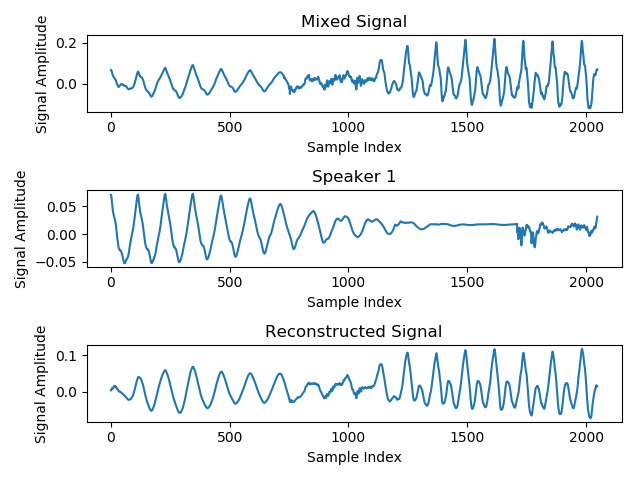 Mixed Signal
Signal Amplitude
0.2
0.0
0 500 1000 1500 2000
Sample Index
Speaker 1
Signal Amplitude
0.05
0.00
−0.05
0 500 1000 1500 2000
Sample Index
Reconstructed Signal
Signal Amplitude
0.1
0.0
0 500 1000 1500 2000
Sample Index